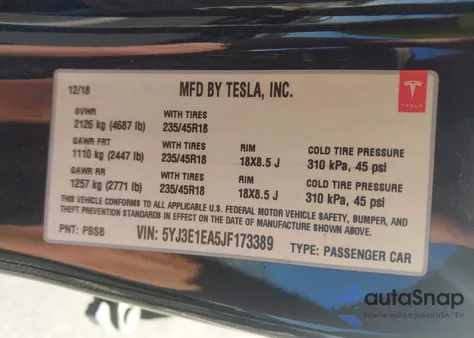 12/18 MFD BY TESLA, INC.
TESLA
GVWR WITH TIRES
2126 kg (4687 lb) 235/45R18
GAWR FRT WITH TIRES RIM COLD TIRE PRESSURE
1110 kg (2447 lb) 235/45R18 18X8.5 J 310 kPa, 45 psi
GAWR RR WITH TIRES RIM COLD TIRE PRESSURE
1257 kg (2771 lb) 235/45R18 18X8.5 J 310 kPa, 45 psi
THIS VEHICLE CONFORMS TO ALL APPLICABLE U.S. FEDERAL MOTOR VEHICLE SAFETY, BUMPER, AND
THEFT PREVENTION STANDARDS IN EFFECT ON THE DATE OF MANUFACTURE SHOWN ABOVE.
PNT: PBSB VIN: 5YJ3E1EA5JF173389 TYPE: PASSENGER CAR
autoSnap